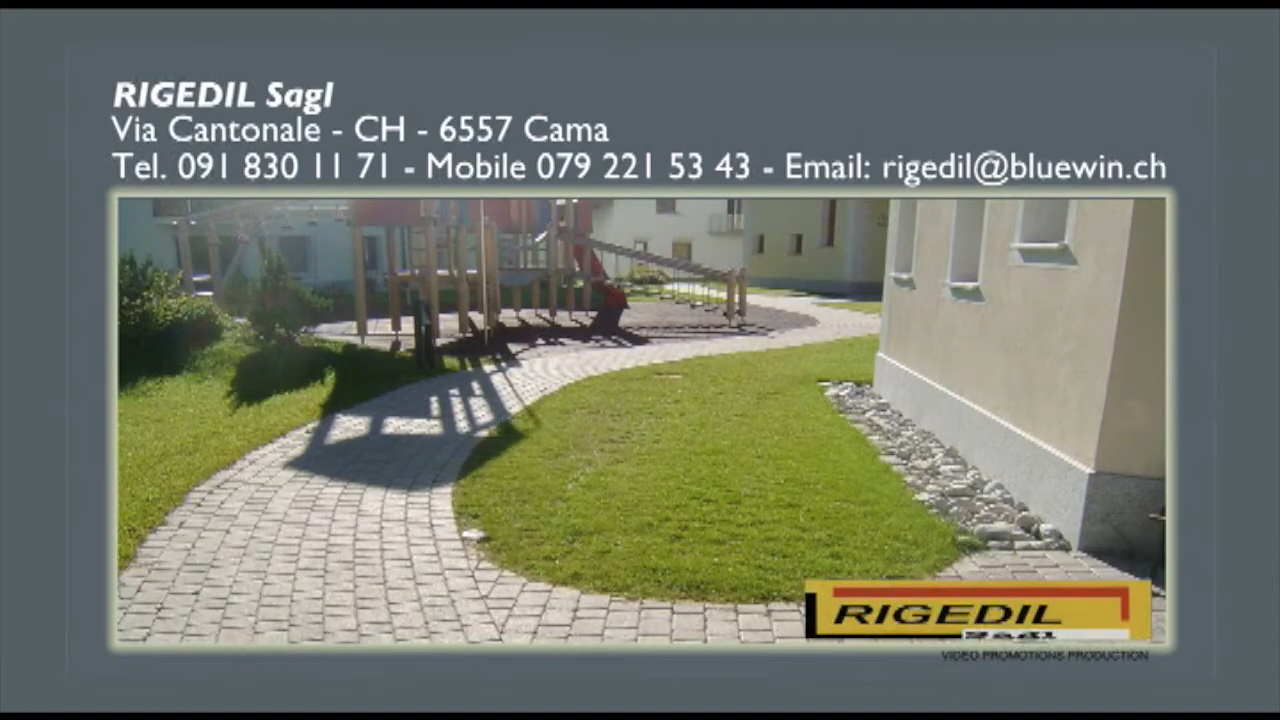 RIGEDIL Sagl
Via Cantonale - CH - 6557 Cama
Tel. 091 830 11 71 - Mobile 079 221 53 43 - Email: rigedil@bluewin.ch
RIGEDIL
Sagl
VIDEO PROMOTIONS PRODUCTION